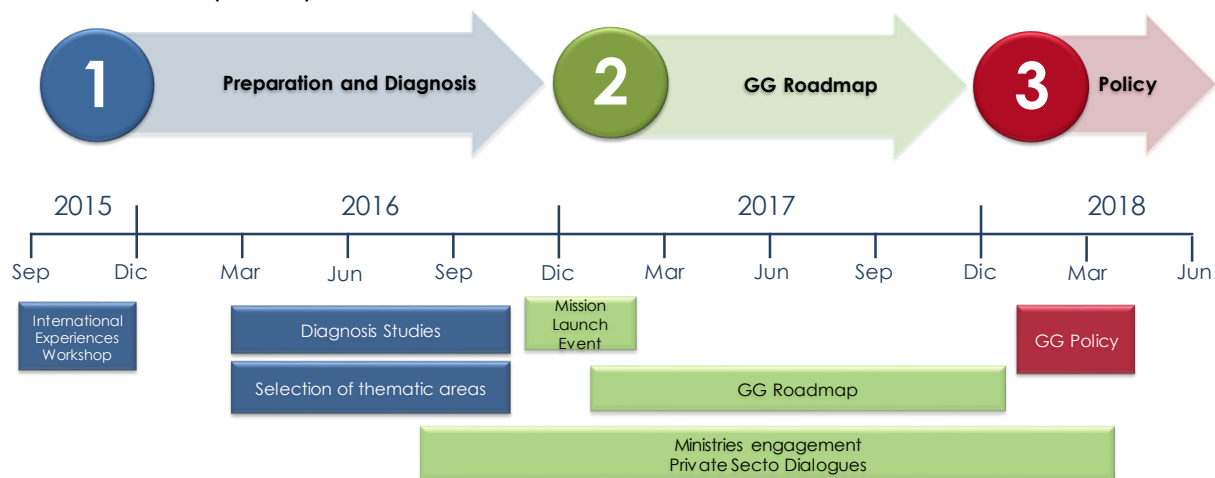 1
Preparation and Diagnosis
2
GG Roadmap
3
Policy
2015
2016
2017
2018
Sep
Dic
Mar
Jun
Sep
Dic
Mar
Jun
Sep
Dic
Mar
Jun
International
Experiences
Workshop
Diagnosis Studies
Mission
Launch
Event
GG Policy
Selection of thematic areas
GG Roadmap
Ministries engagement
Private Secto Dialogues